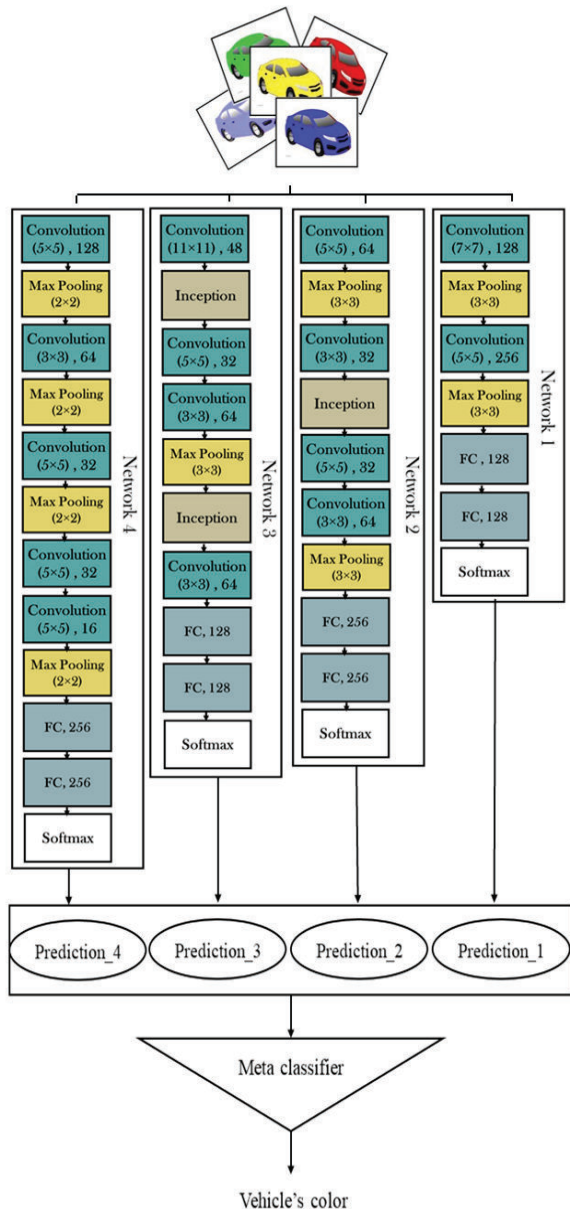 Convolution
(5×5) , 128
Max Pooling
(2×2)
Convolution
(3×3) , 64
Max Pooling
(2×2)
Convolution
(5×5) , 32
Max Pooling
(2×2)
Convolution
(5×5) , 32
Convolution
(5×5) , 16
Max Pooling
(2×2)
FC, 256
FC, 256
Softmax
Network 4
Convolution
(11×11) , 48
Inception
Convolution
(5×5) , 32
Convolution
(3×3) , 64
Max Pooling
(3×3)
Inception
Convolution
(3×3) , 64
FC, 128
FC, 128
Softmax
Network 3
Convolution
(5×5) , 64
Max Pooling
(3×3)
Convolution
(3×3) , 32
Inception
Convolution
(5×5) , 32
Convolution
(3×3) , 64
Max Pooling
(3×3)
FC, 256
FC, 256
Softmax
Network 2
Convolution
(7×7) , 128
Max Pooling
(3×3)
Convolution
(5×5) , 256
Max Pooling
(3×3)
FC, 128
FC, 128
Softmax
Network 1
Prediction_4
Prediction_3
Prediction_2
Prediction_1
Meta classifier
Vehicle's color